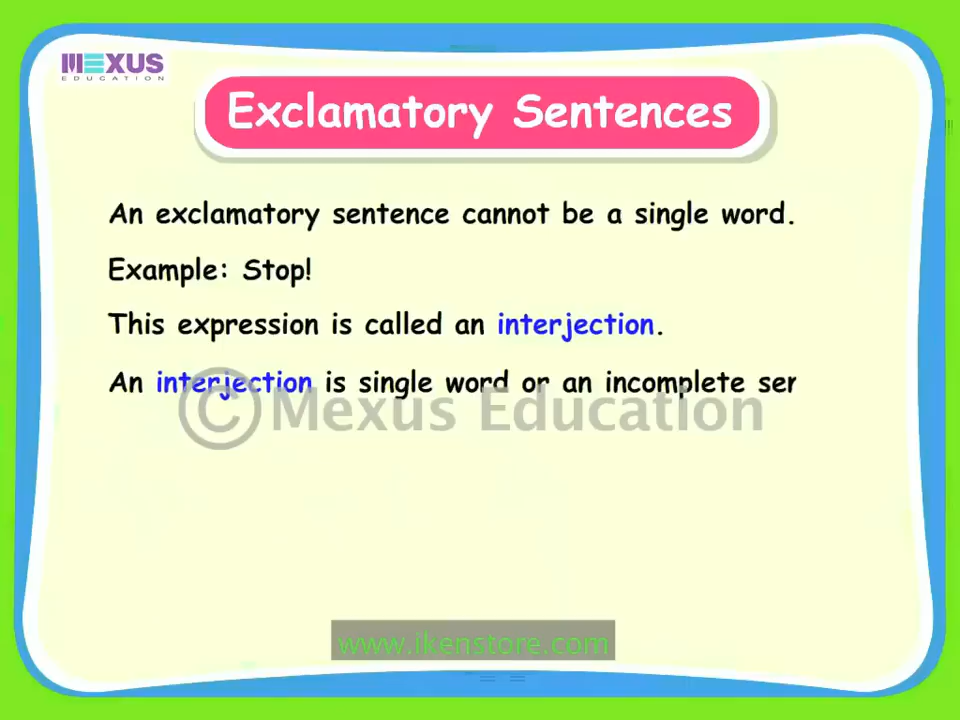 MEXUS
EDUCATION
Exclamatory Sentences
An exclamatory sentence cannot be a single word.
Example: Stop!
This expression is called an interjection.
An interjection is single word or an incomplete
© Mexus Education
www.ikenstore.com